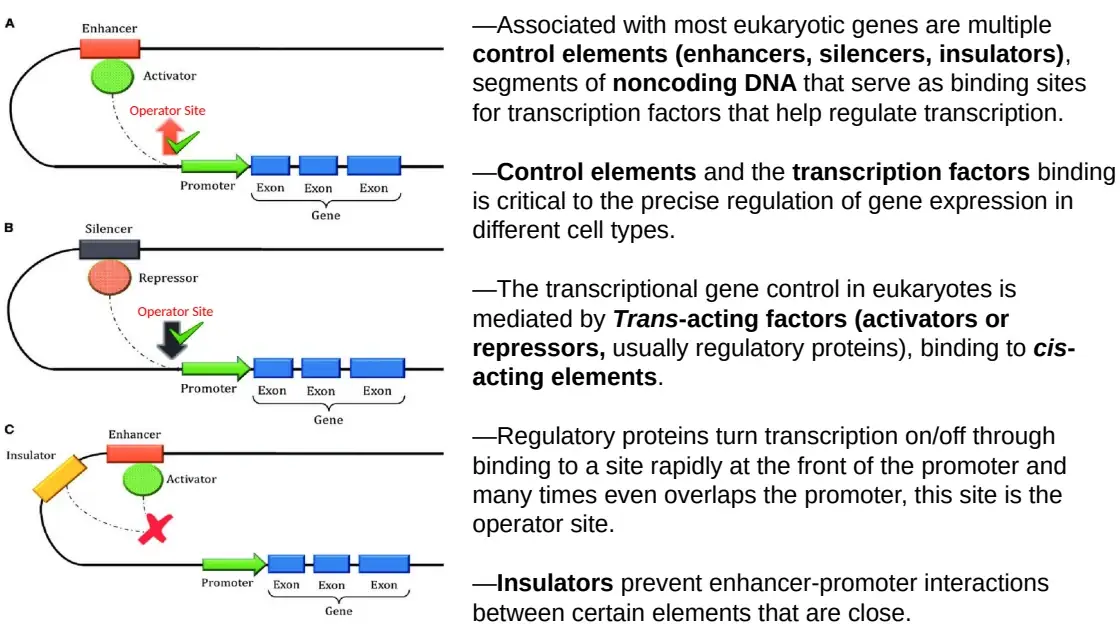 A
Enhancer
Activator
Operator Site
Promoter
Exon
Exon
Exon
Gene
B
Silencer
Repressor
Operator Site
Promoter
Exon
Exon
Exon
Gene
C
Enhancer
Insulator
Activator
Promoter
Exon
Exon
Exon
Gene
—Associated with most eukaryotic genes are multiple
control elements (enhancers, silencers, insulators),
segments of noncoding DNA that serve as binding sites
for transcription factors that help regulate transcription.
—Control elements and the transcription factors binding
is critical to the precise regulation of gene expression in
different cell types.
—The transcriptional gene control in eukaryotes is
mediated by Trans-acting factors (activators or
repressors, usually regulatory proteins), binding to cis-
acting elements.
—Regulatory proteins turn transcription on/off through
binding to a site rapidly at the front of the promoter and
many times even overlaps the promoter, this site is the
operator site.
—Insulators prevent enhancer-promoter interactions
between certain elements that are close.